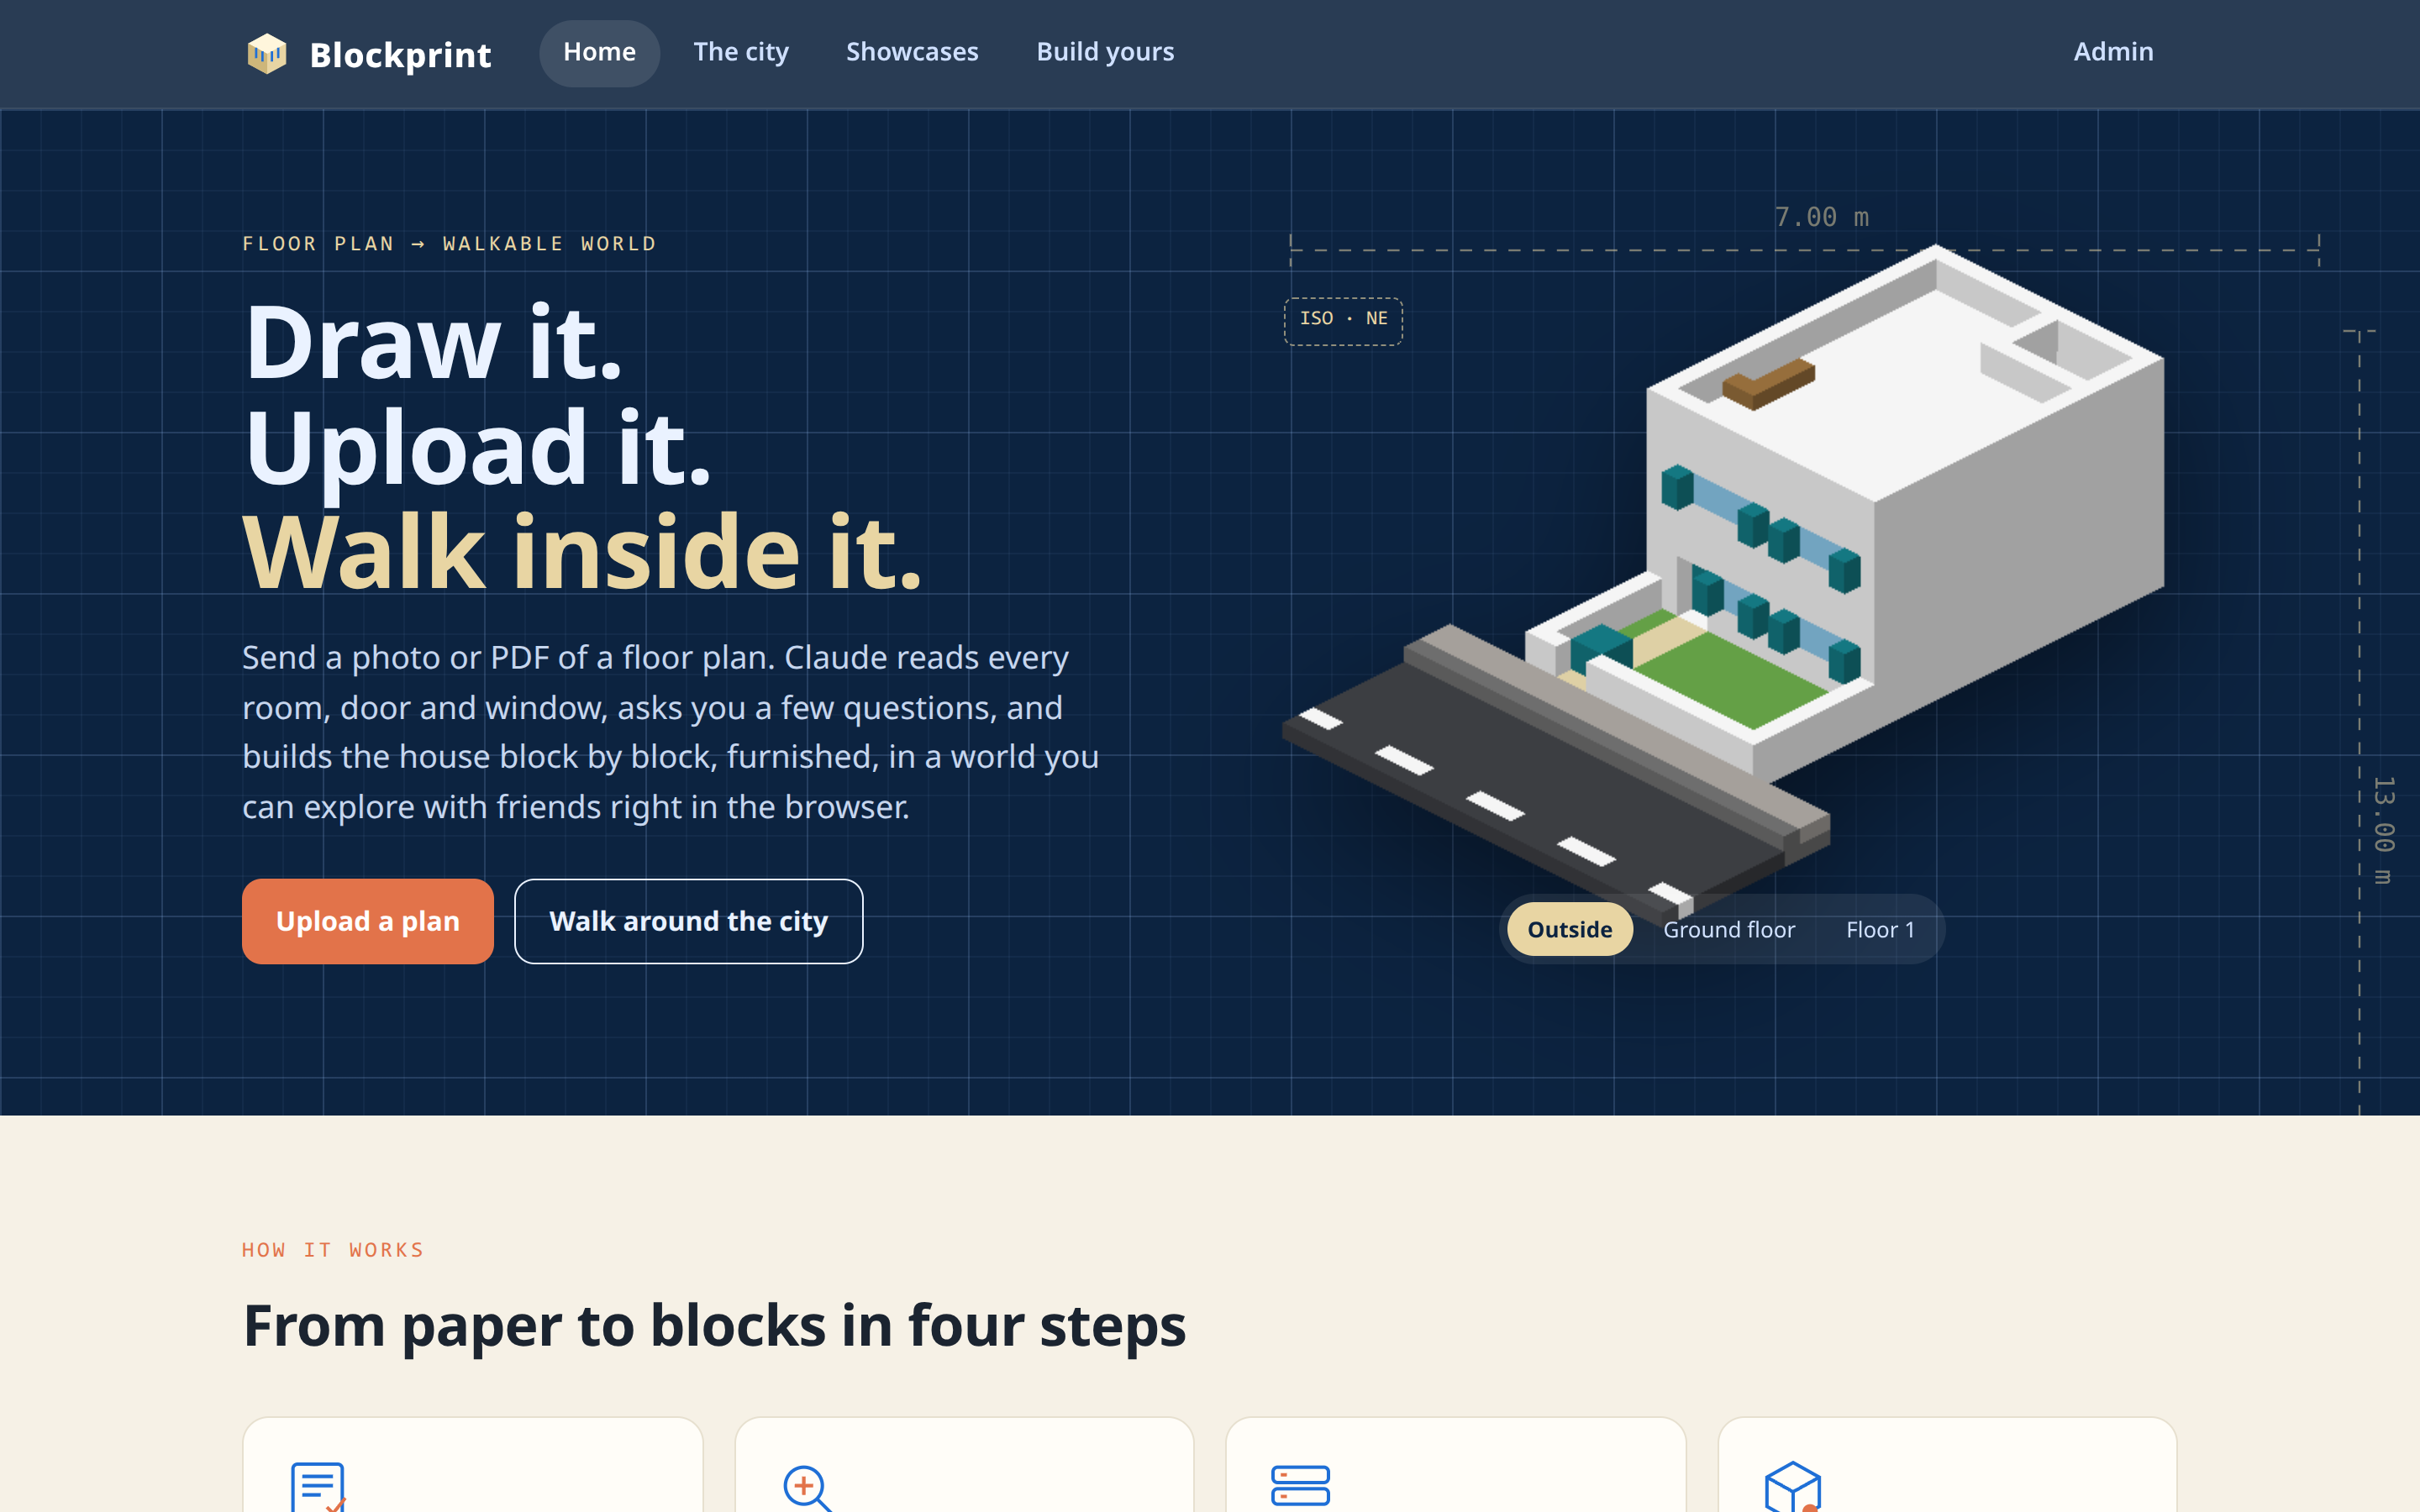 Blockprint
Home
The city
Showcases
Build yours
Admin
FLOOR PLAN → WALKABLE WORLD
Draw it.
Upload it.
Walk inside it.
Send a photo or PDF of a floor plan. Claude reads every
room, door and window, asks you a few questions, and
builds the house block by block, furnished, in a world you
can explore with friends right in the browser.
Upload a plan
Walk around the city
7.00 m
ISO · NE
13.00 m
Outside
Ground floor
Floor 1
HOW IT WORKS
From paper to blocks in four steps